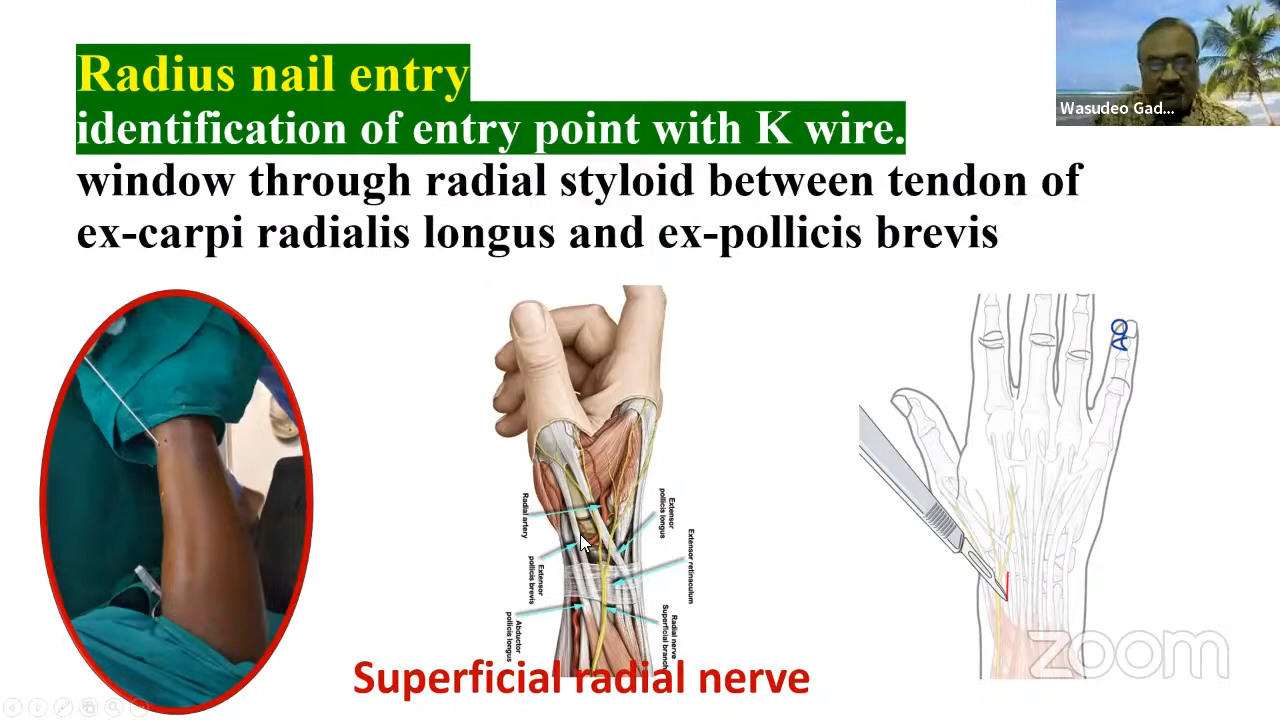 Radius nail entry
identification of entry point with K wire.
window through radial styloid between tendon of
ex-carpi radialis longus and ex-pollicis brevis
Wasudeo Gad...
AO
Radial artery
Extensor
pollicis longus
Extensor retinaculum
Extensor
pollicis brevis
Abductor
pollicis longus
Radial nerve
Superficial branch
Superficial radial nerve
zoom